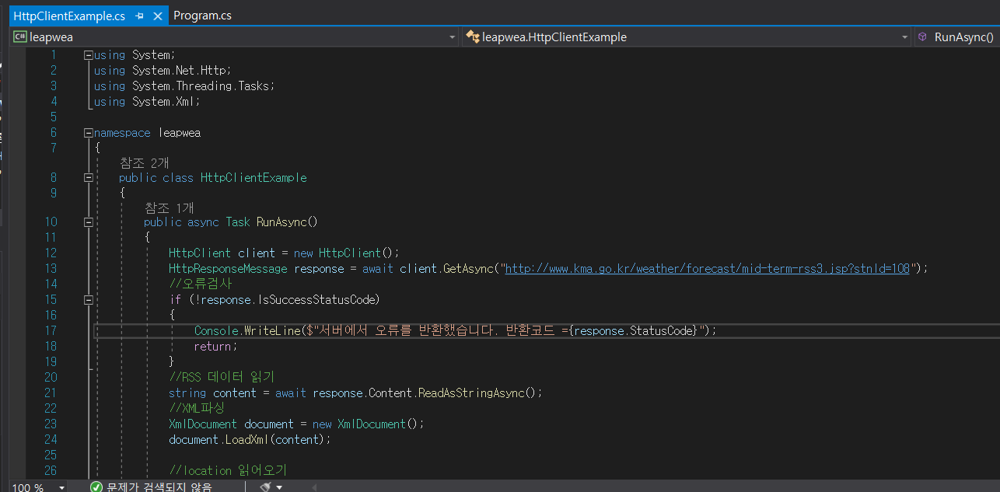 HttpClientExample.cs Program.cs
leapwea leapwea.HttpClientExample RunAsync()
1 using System;
2 using System.Net.Http;
3 using System.Threading.Tasks;
4 using System.Xml;
5
6 namespace leapwea
7 {
참조 2개
8 public class HttpClientExample
9 {
참조 1개
10 public async Task RunAsync()
11 {
12 HttpClient client = new HttpClient();
13 HttpResponseMessage response = await client.GetAsync("http://www.kma.go.kr/weather/forecast/mid-term-rss3.jsp?stnId=108");
14 //오류검사
15 if (!response.IsSuccessStatusCode)
16 {
17 Console.WriteLine($"서버에서 오류를 반환했습니다. 반환코드 ={response.StatusCode}");
18 return;
19 }
20 //RSS 데이터 읽기
21 string content = await response.Content.ReadAsStringAsync();
22 //XML파싱
23 XmlDocument document = new XmlDocument();
24 document.LoadXml(content);
25
26 //location 읽어오기
100 % 문제가 검색되지 않음